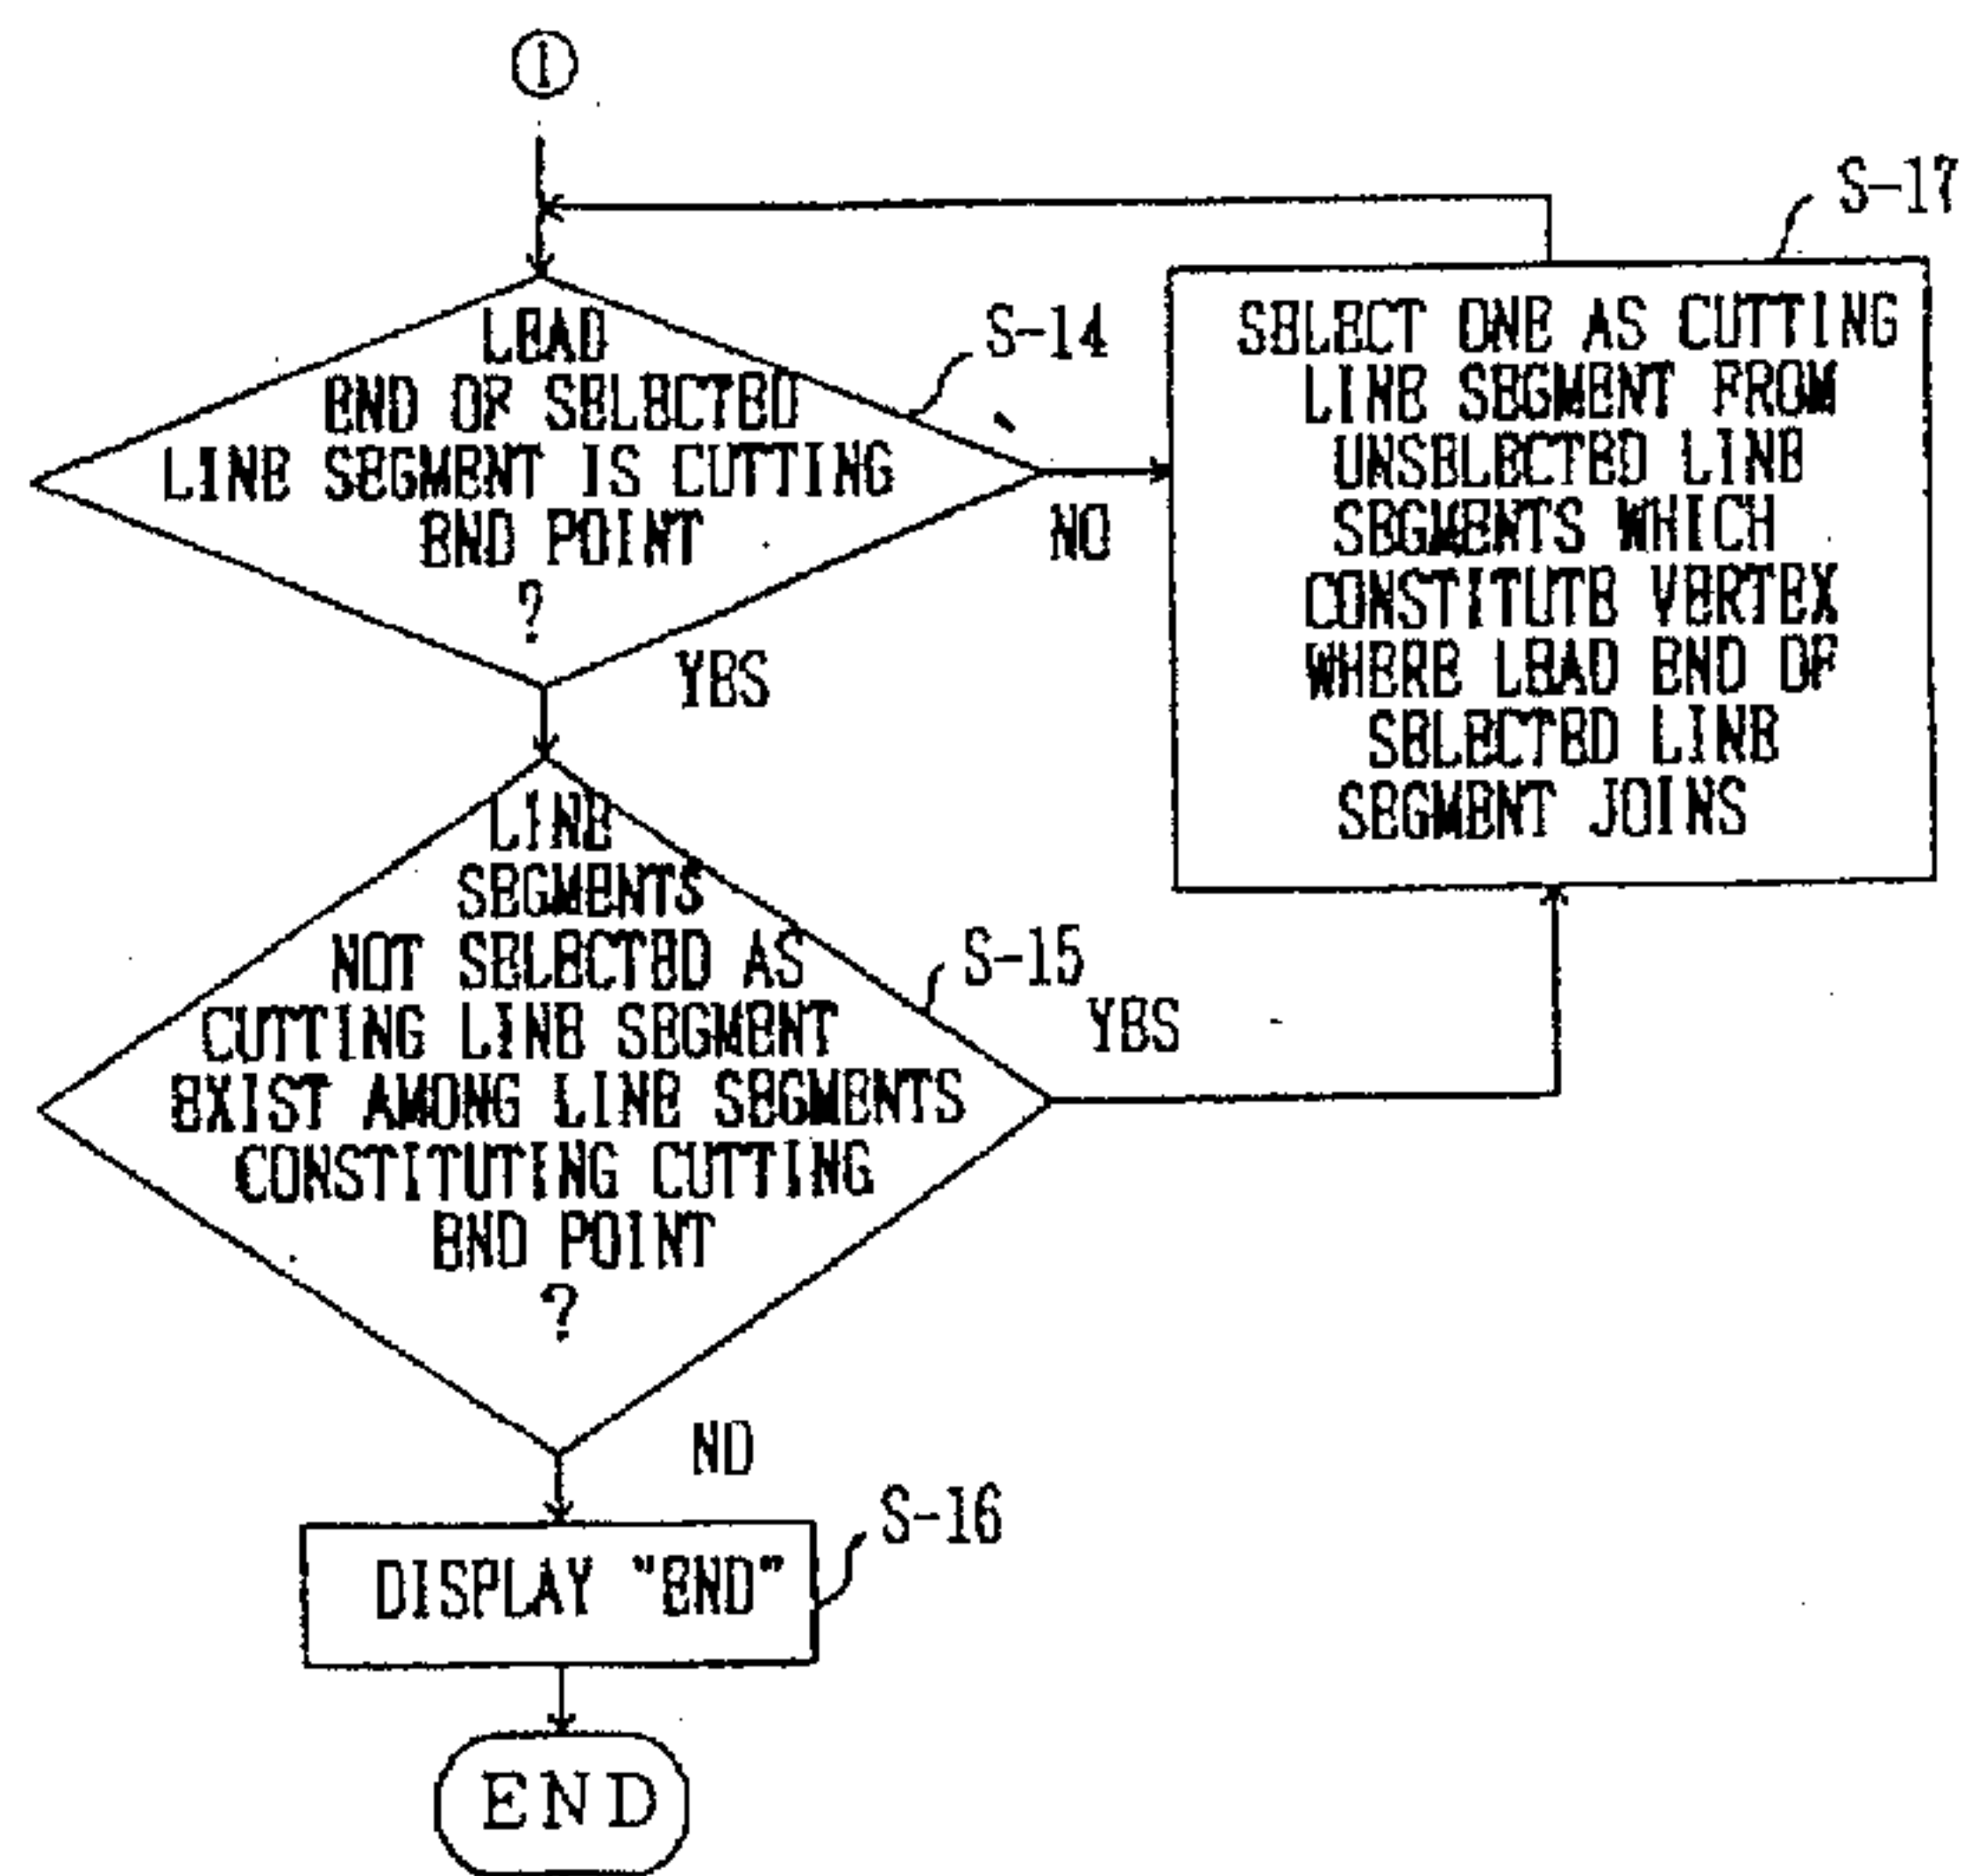 1
S-17
LEAD
END OF SELECTED
LINE SEGMENT IS CUTTING
END POINT
?
S-14
NO
YES
SELECT ONE AS CUTTING
LINE SEGMENT FROM
UNSELECTED LINE
SEGMENTS WHICH
CONSTITUTE VERTEX
WHERE LEAD END OF
SELECTED LINE
SEGMENT JOINS
LINE
SEGMENTS
NOT SELECTED AS
CUTTING LINE SEGMENT
EXIST AMONG LINE SEGMENTS
CONSTITUTING CUTTING
END POINT
?
S-15
YES
NO
S-16
DISPLAY "END"
END